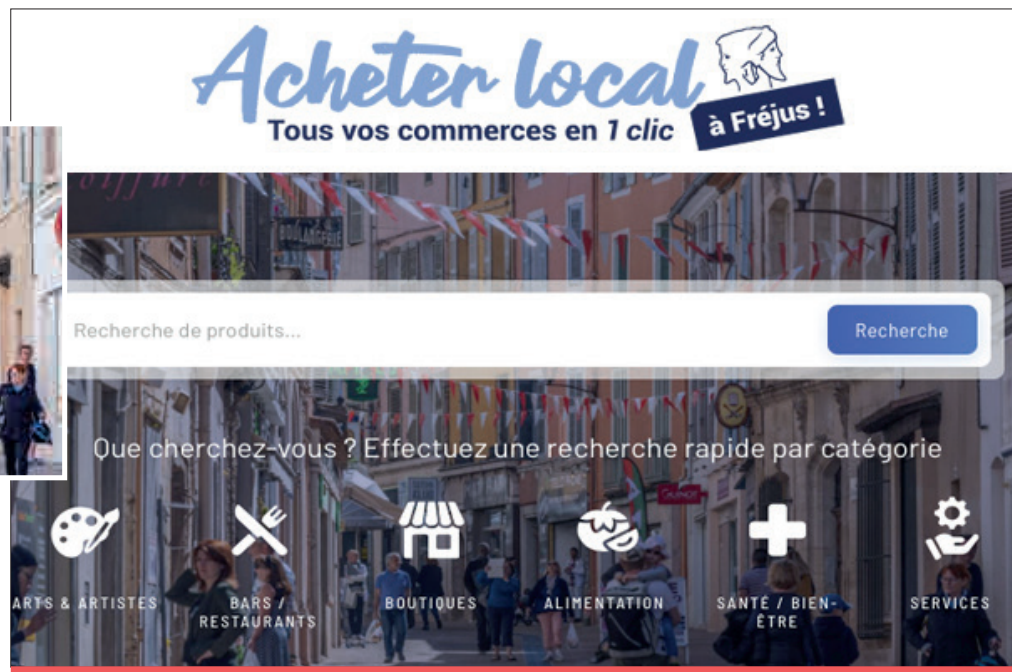 Acheter local
Tous vos commerces en 1 clic
à Fréjus !
Recherche de produits...
Recherche
Que cherchez-vous ? Effectuez une recherche rapide par catégorie
GUINOT
ARTS & ARTISTES
BARS /
RESTAURANTS
BOUTIQUES
ALIMENTATION
SANTÉ / BIEN-
ÊTRE
SERVICES